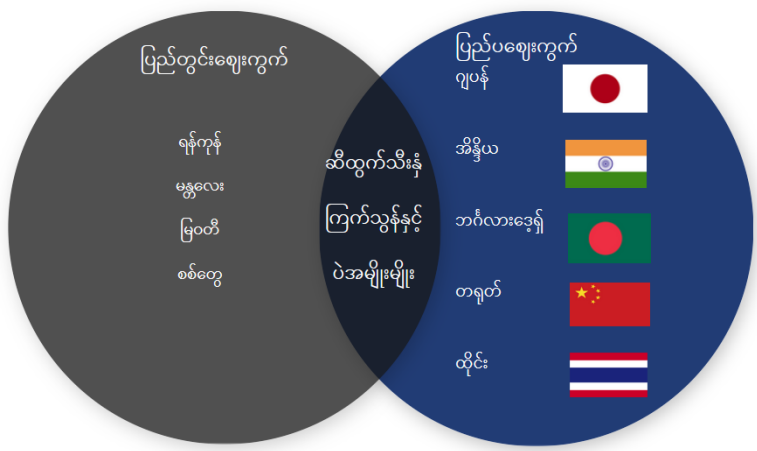 ပြည်တွင်းဈေးကွက်
ရန်ကုန်
မန္တလေး
မြဝတီ
စစ်တွေ
ဆီထွက်သီးနှံ
ကြက်သွန်နှင့်
ပဲအမျိုးမျိုး
ပြည်ပဈေးကွက်
ဂျပန်
အိန္ဒိယ
ဘင်္ဂလားဒေ့ရှ်
တရုတ်
ထိုင်း